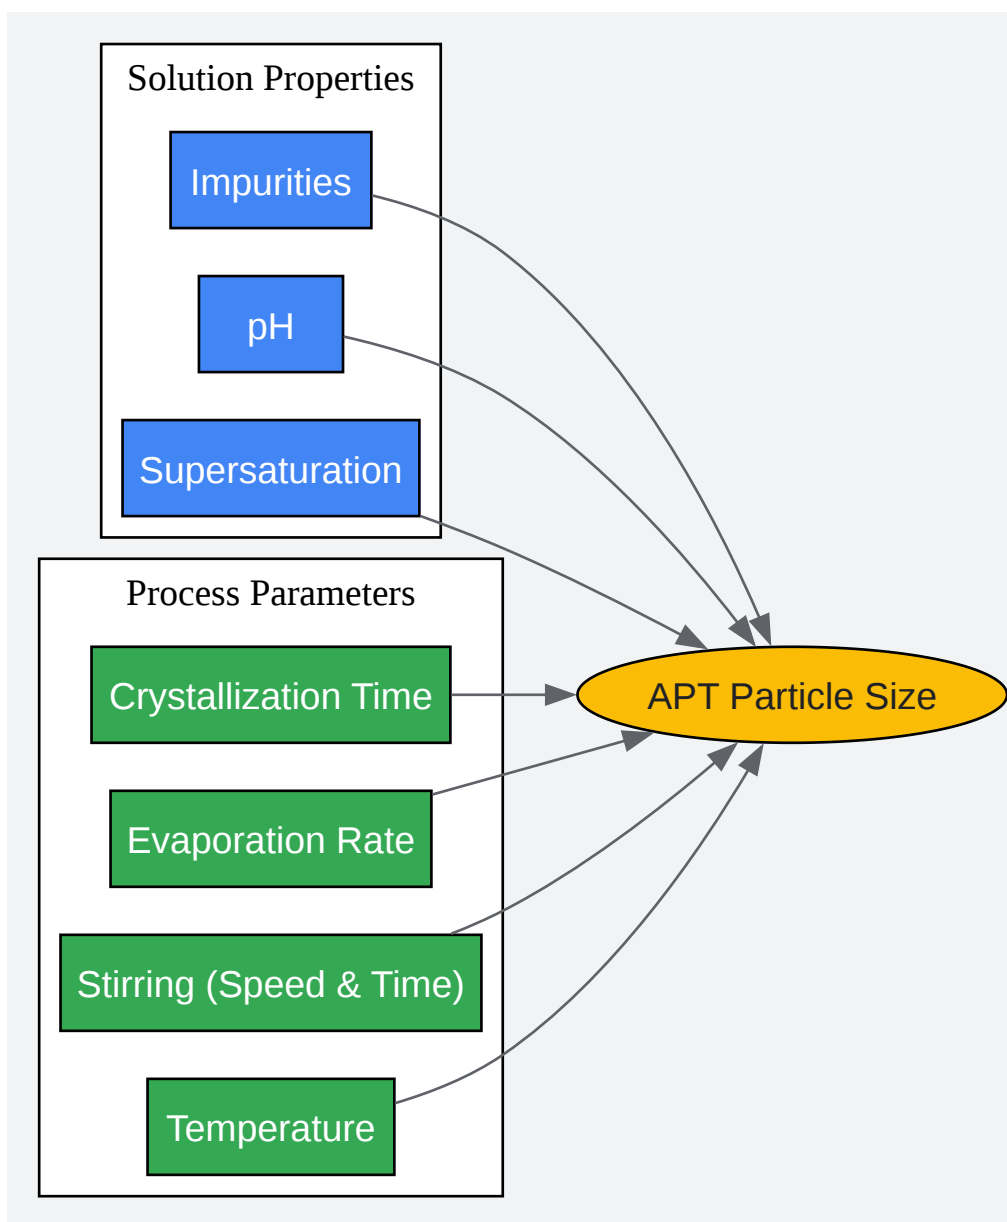 Solution Properties
Impurities
pH
Supersaturation
Process Parameters
Crystallization Time
APT Particle Size
Evaporation Rate
Stirring (Speed & Time)
Temperature